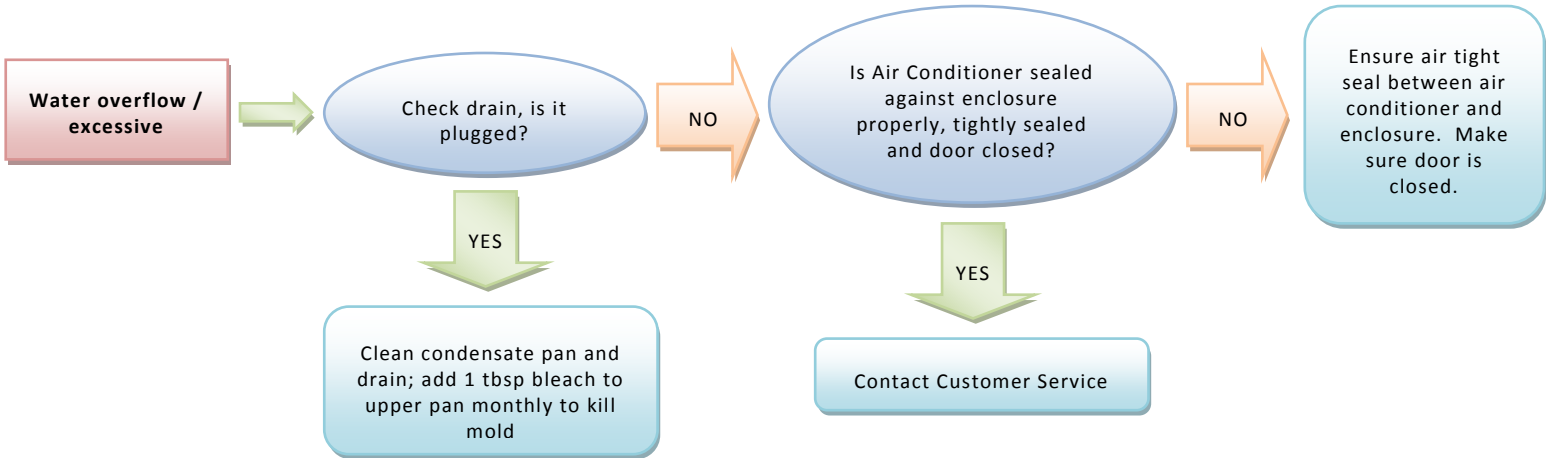 Water overflow /
excessive
Check drain, is it
plugged?
NO
Is Air Conditioner sealed
against enclosure
properly, tightly sealed
and door closed?
NO
Ensure air tight
seal between air
conditioner and
enclosure.  Make
sure door is
closed.
YES
YES
Clean condensate pan and
drain; add 1 tbsp bleach to
upper pan monthly to kill
mold
Contact Customer Service